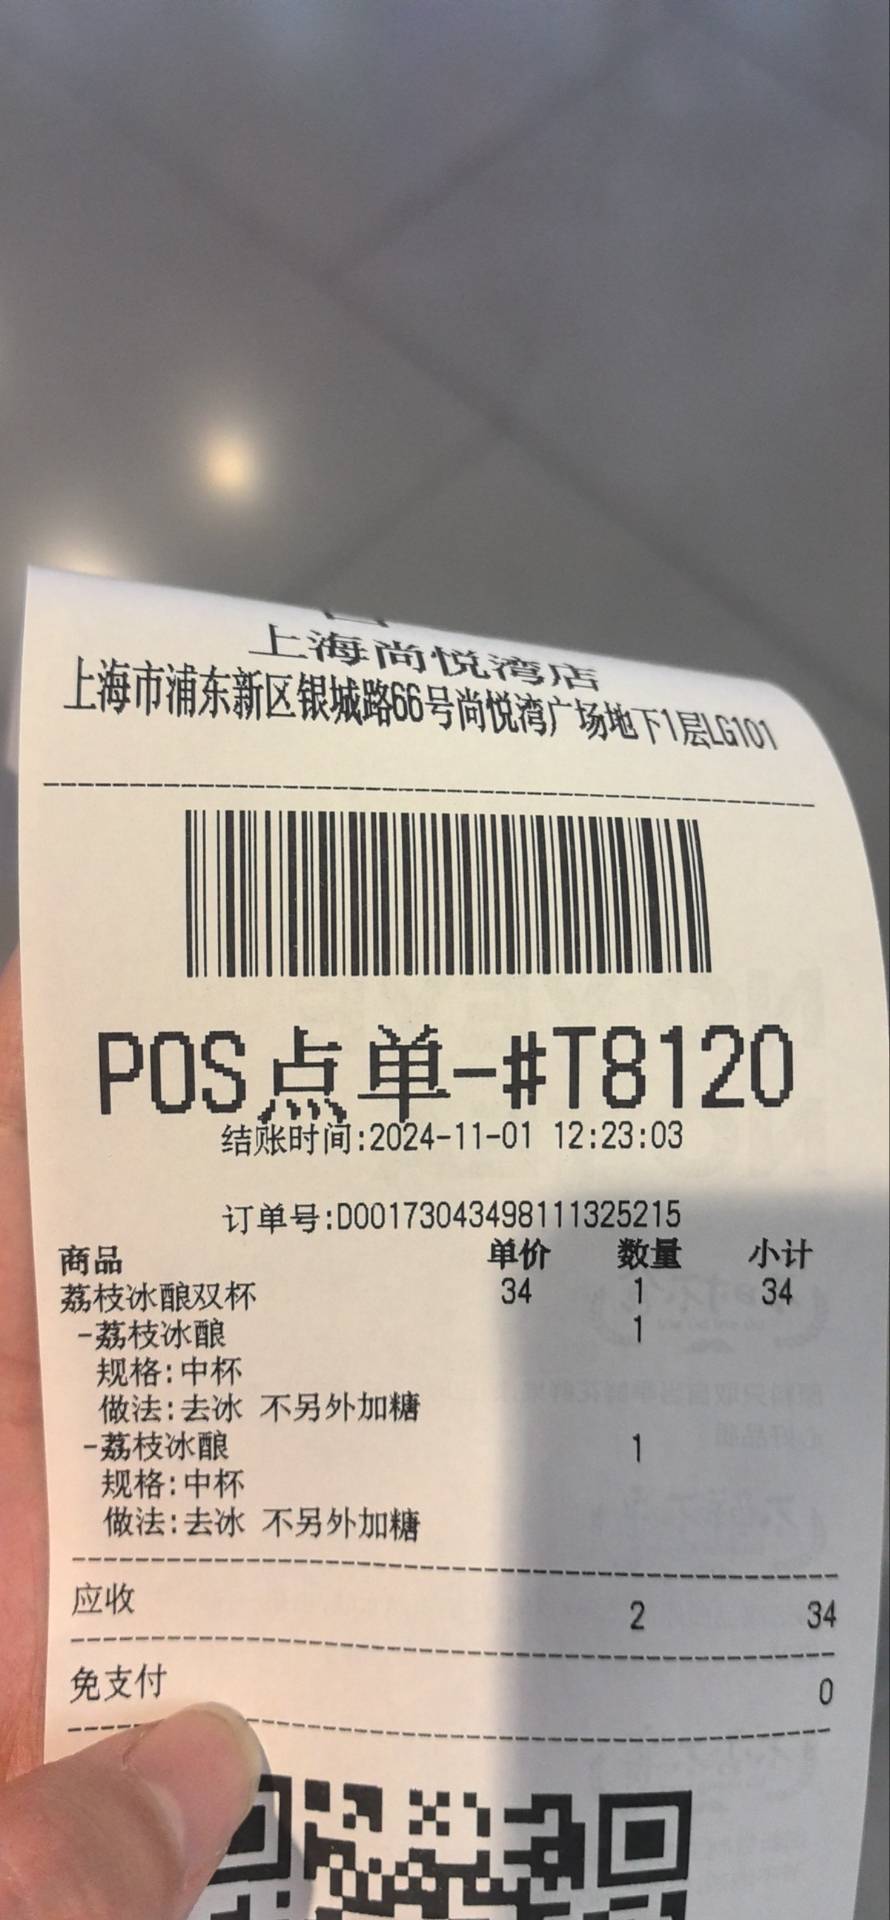 上海尚悦湾店
上海市浦东新区银城路66号尚悦湾广场地下1层LG101
POS点单-#T8120
结账时间:2024-11-01 12:23:03
订单号:D00173043498111325215
商品 单价 数量 小计
荔枝冰酿双杯 34 1 34
-荔枝冰酿 1
规格:中杯
做法:去冰 不另外加糖
-荔枝冰酿 1
规格:中杯
做法:去冰 不另外加糖
应收 2 34
免支付 0